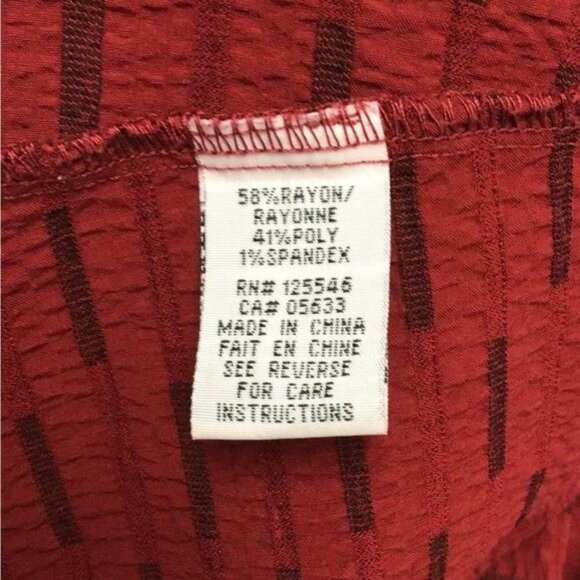 58%RAYON/
RAYONNE
41%POLY
1%SPANDEX
RN# 125546
CA# 05633
MADE IN CHINA
FAIT EN CHINE
SEE REVERSE
FOR CARE
INSTRUCTIONS